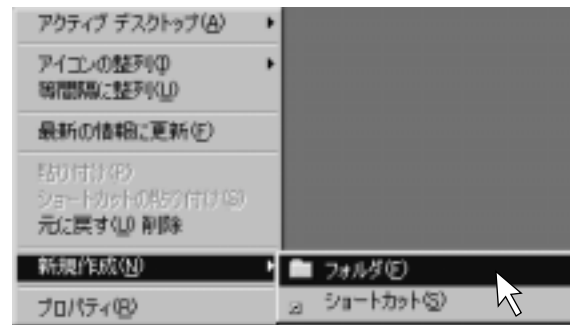 アクティブ デスクトップ(A)
アイコンの整列(I)
等間隔に整列(U)
最新の情報に更新(E)
貼り付け(P)
ショートカットの貼り付け(S)
元に戻す(U) 削除
新規作成(N)
フォルダ(F)
ショートカット(S)
プロパティ(R)